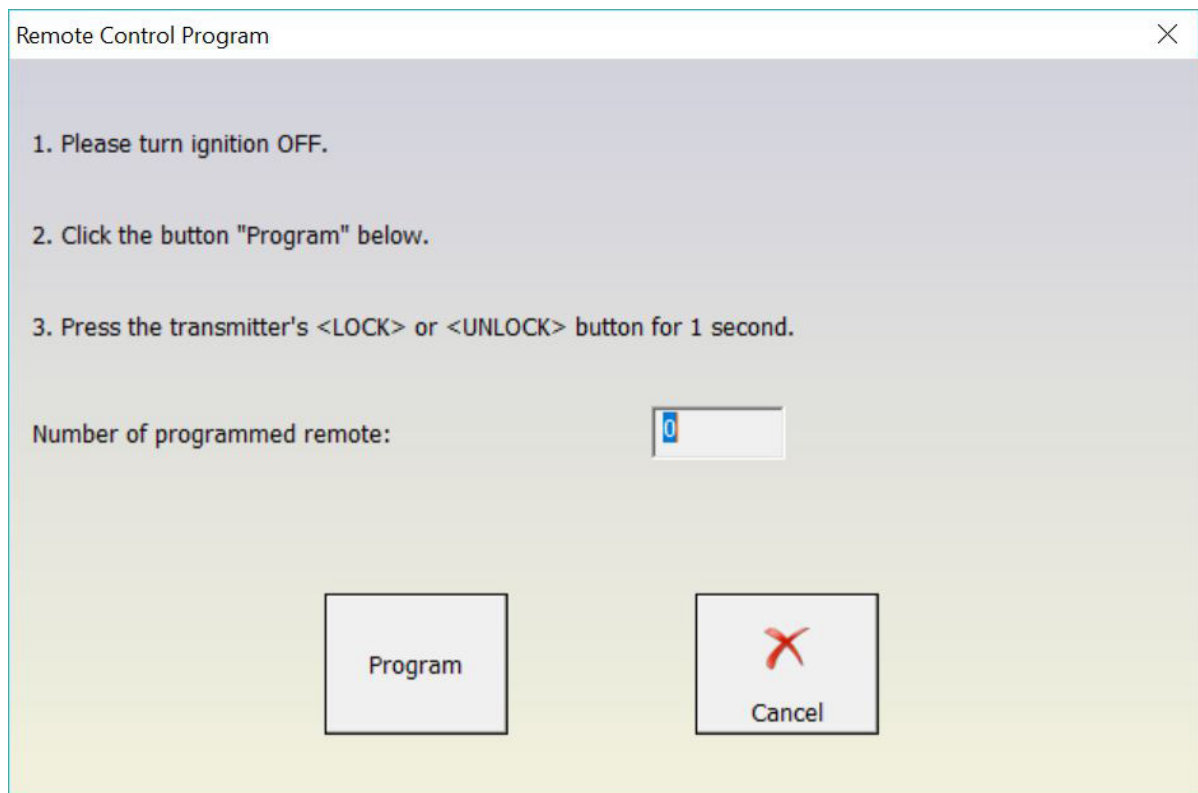 Remote Control Program
1. Please turn ignition OFF.
2. Click the button "Program" below.
3. Press the transmitter's <LOCK> or <UNLOCK> button for 1 second.
Number of programmed remote:
0
Program
Cancel